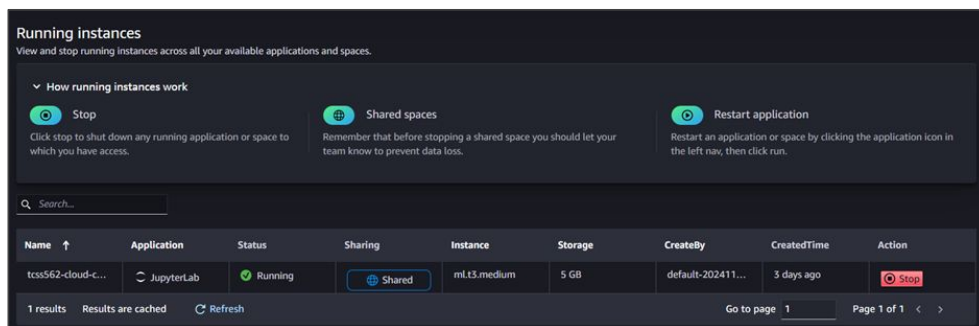 Running instances
View and stop running instances across all your available applications and spaces.
How running instances work
Stop
Click stop to shut down any running application or space to
which you have access.
Shared spaces
Remember that before stopping a shared space you should let your
team know to prevent data loss.
Restart application
Restart an application or space by clicking the application icon in
the left nav, then click run.
Search...
Name ↑ Application Status Sharing Instance Storage CreateBy CreatedTime Action
tcss562-cloud-c... JupyterLab Running Shared ml.t3.medium 5 GB default-202411... 3 days ago Stop
1 results Results are cached Refresh Go to page 1 Page 1 of 1 < >